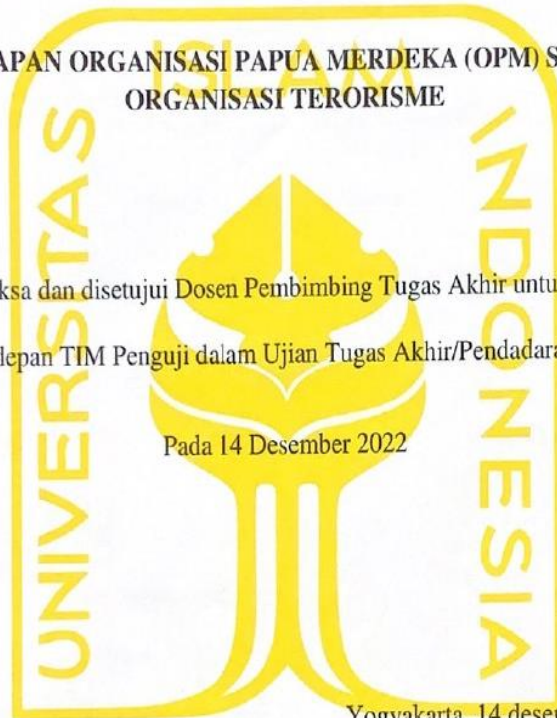 APAN ORGANISASI PAPUA MERDEKA (OPM) S
ORGANISASI TERORISME
ksa dan disetujui Dosen Pembimbing Tugas Akhir untu
depan TIM Penguji dalam Ujian Tugas Akhir/Pendadara
Pada 14 Desember 2022
Yogyakarta, 14 desem
UNIVERSITAS
ISLAM
INDONESIA